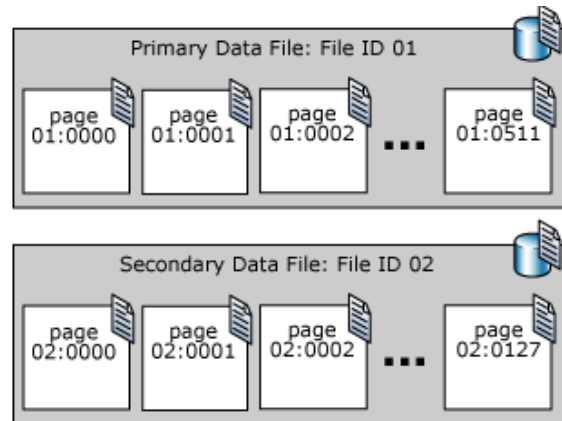 Primary Data File: File ID 01
page page page page
01:0000 01:0001 01:0002 ... 01:0511
Secondary Data File: File ID 02
page page page page
02:0000 02:0001 02:0002 ... 02:0127